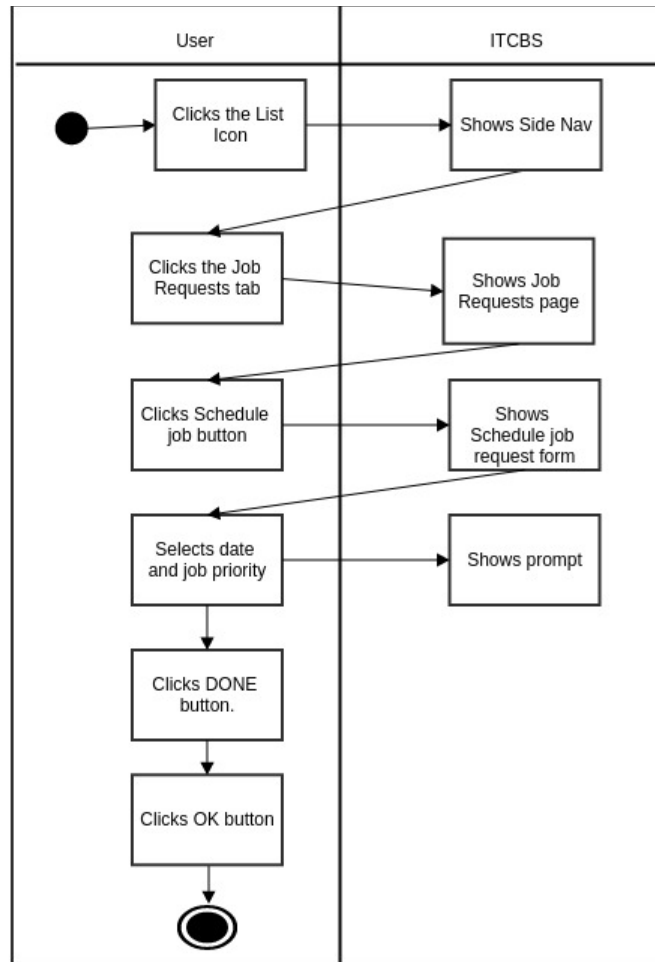 User
ITCBS
Clicks the List
Icon
Shows Side Nav
Clicks the Job
Requests tab
Shows Job
Requests page
Clicks Schedule
job button
Shows
Schedule job
request form
Selects date
and job priority
Shows prompt
Clicks DONE
button.
Clicks OK button